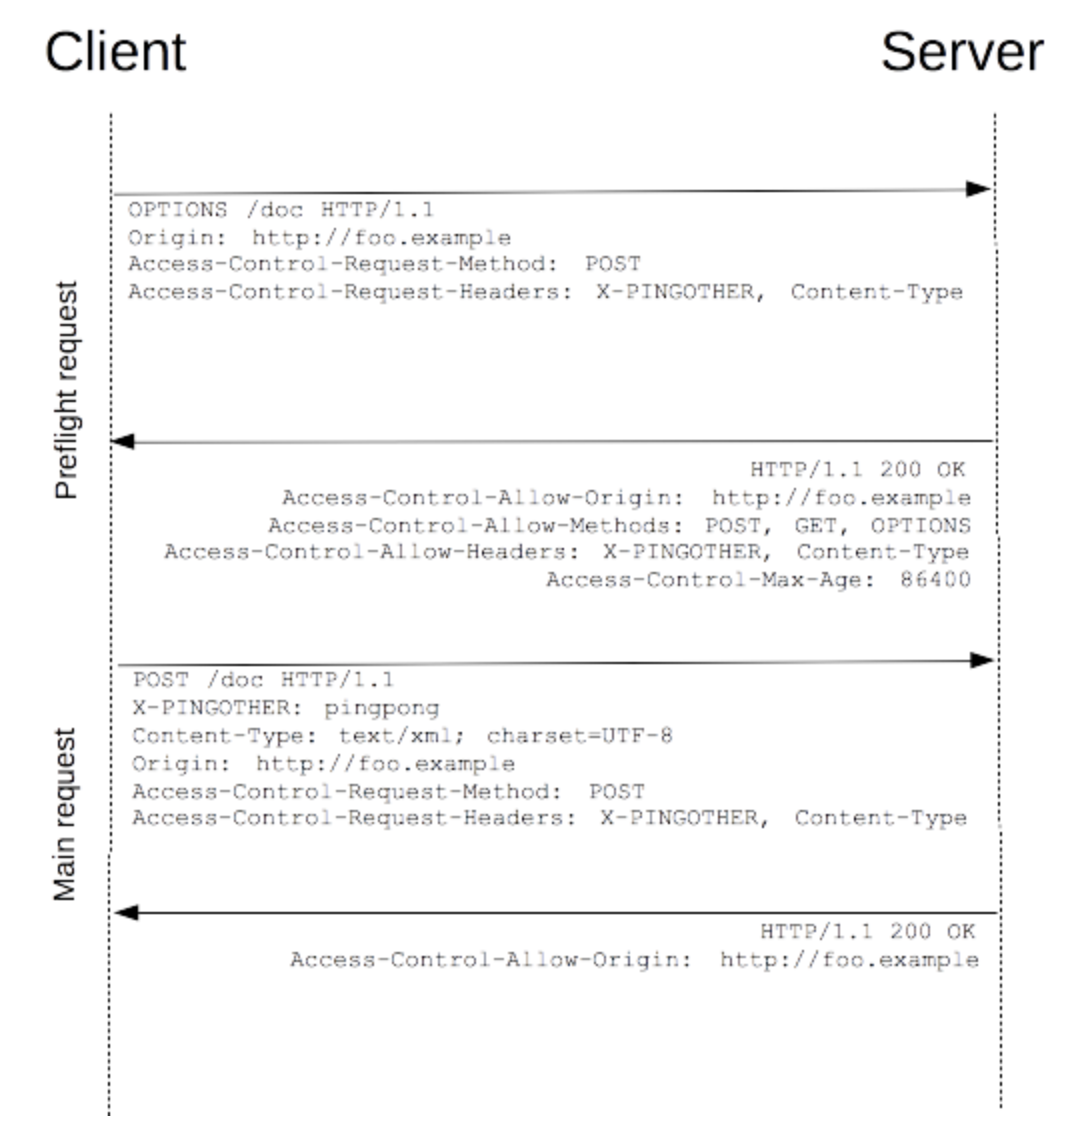 Client
Server
OPTIONS /doc HTTP/1.1
Origin: http://foo.example
Access-Control-Request-Method: POST
Access-Control-Request-Headers: X-PINGOTHER, Content-Type
Preflight request
HTTP/1.1 200 OK
Access-Control-Allow-Origin: http://foo.example
Access-Control-Allow-Methods: POST, GET, OPTIONS
Access-Control-Allow-Headers: X-PINGOTHER, Content-Type
Access-Control-Max-Age: 86400
POST /doc HTTP/1.1
X-PINGOTHER: pingpong
Content-Type: text/xml; charset=UTF-8
Origin: http://foo.example
Access-Control-Request-Method: POST
Access-Control-Request-Headers: X-PINGOTHER, Content-Type
Main request
HTTP/1.1 200 OK
Access-Control-Allow-Origin: http://foo.example